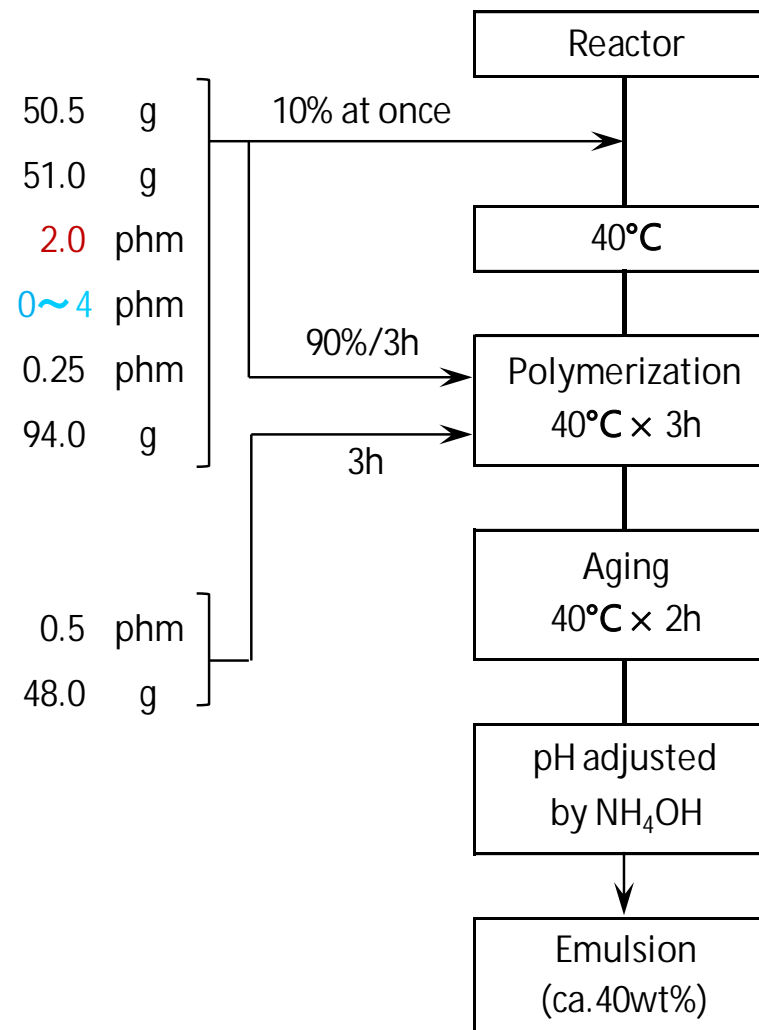 Reactor
50.5 g
10% at once
51.0 g
2.0 phm
40℃
0～4 phm
90%/3h
0.25 phm
Polymerization
40℃ × 3h
94.0 g
3h
Aging
40℃ × 2h
0.5 phm
48.0 g
pH adjusted
by NH₄OH
Emulsion
(ca.40wt%)